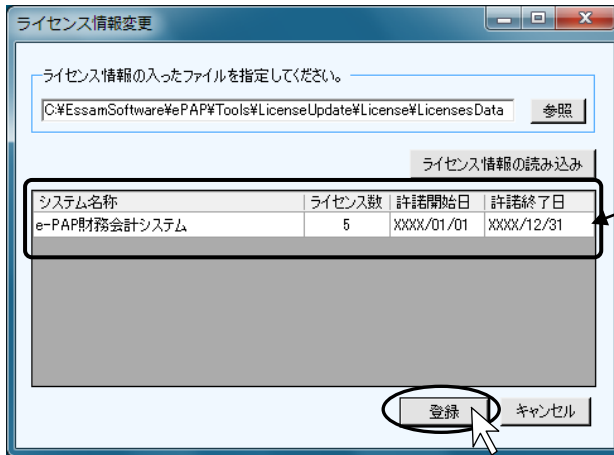 ライセンス情報変更
ライセンス情報の入ったファイルを指定してください。
C:¥EssamSoftware¥ePAP¥Tools¥LicenseUpdate¥License¥LicensesData 参照
ライセンス情報の読み込み
システム名称 ライセンス数 許諾開始日 許諾終了日
e-PAP財務会計システム 5 XXXX/01/01 XXXX/12/31
登録 キャンセル